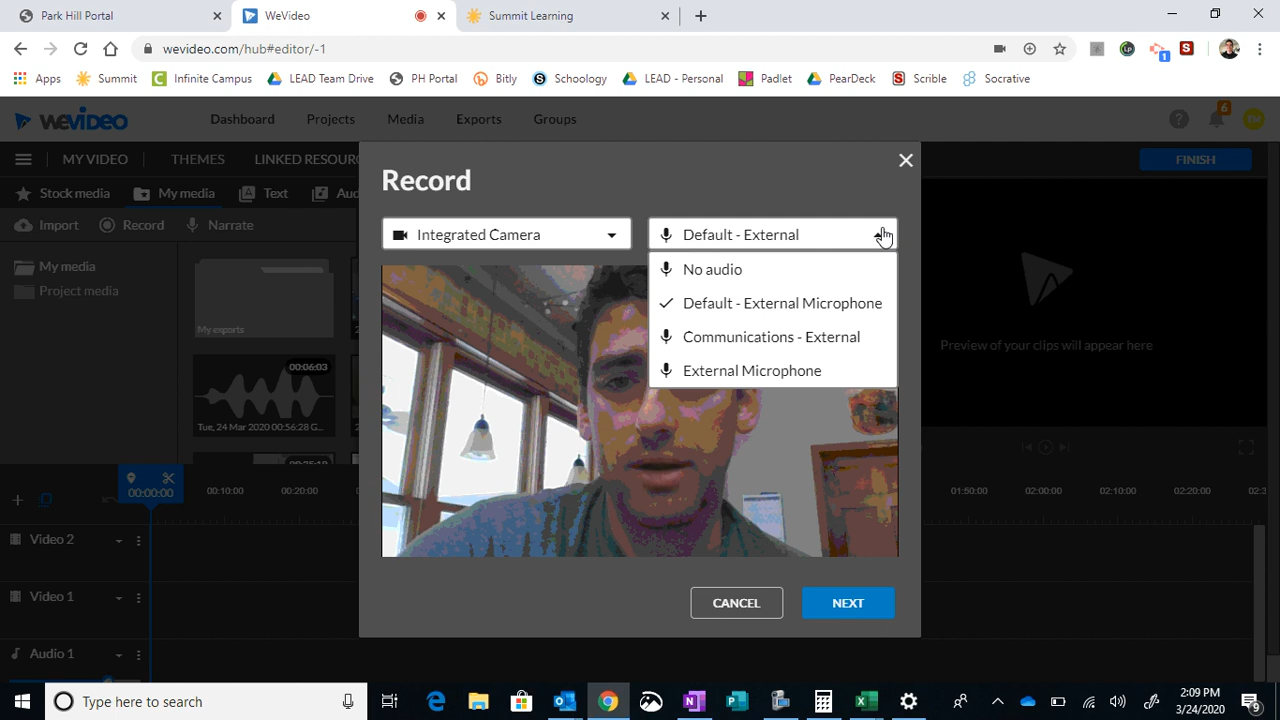 Park Hill Portal
WeVideo
Summit Learning
wevideo.com/hub#editor/-1
Apps
Summit
Infinite Campus
LEAD Team Drive
PH Portal
Bitly
Schoology
LEAD - Personal
Padlet
PearDeck
Scrible
Socrative
wevideo
Dashboard
Projects
Media
Exports
Groups
6
MY VIDEO
THEMES
LINKED RESOUR
FINISH
Stock media
My media
Text
Au
Import
Record
Narrate
My media
Project media
My exports
00:06:03
Tue, 24 Mar 2020 00:56:28 G...
Record
Integrated Camera
Default - External
No audio
Default - External Microphone
Communications - External
External Microphone
CANCEL
NEXT
Preview of your clips will appear here
00:00:00
00:10:00
00:20:00
01:50:00
02:00:00
02:10:00
02:20:00
02:3
Video 2
Video 1
Audio 1
Type here to search
2:09 PM
3/24/2020
9